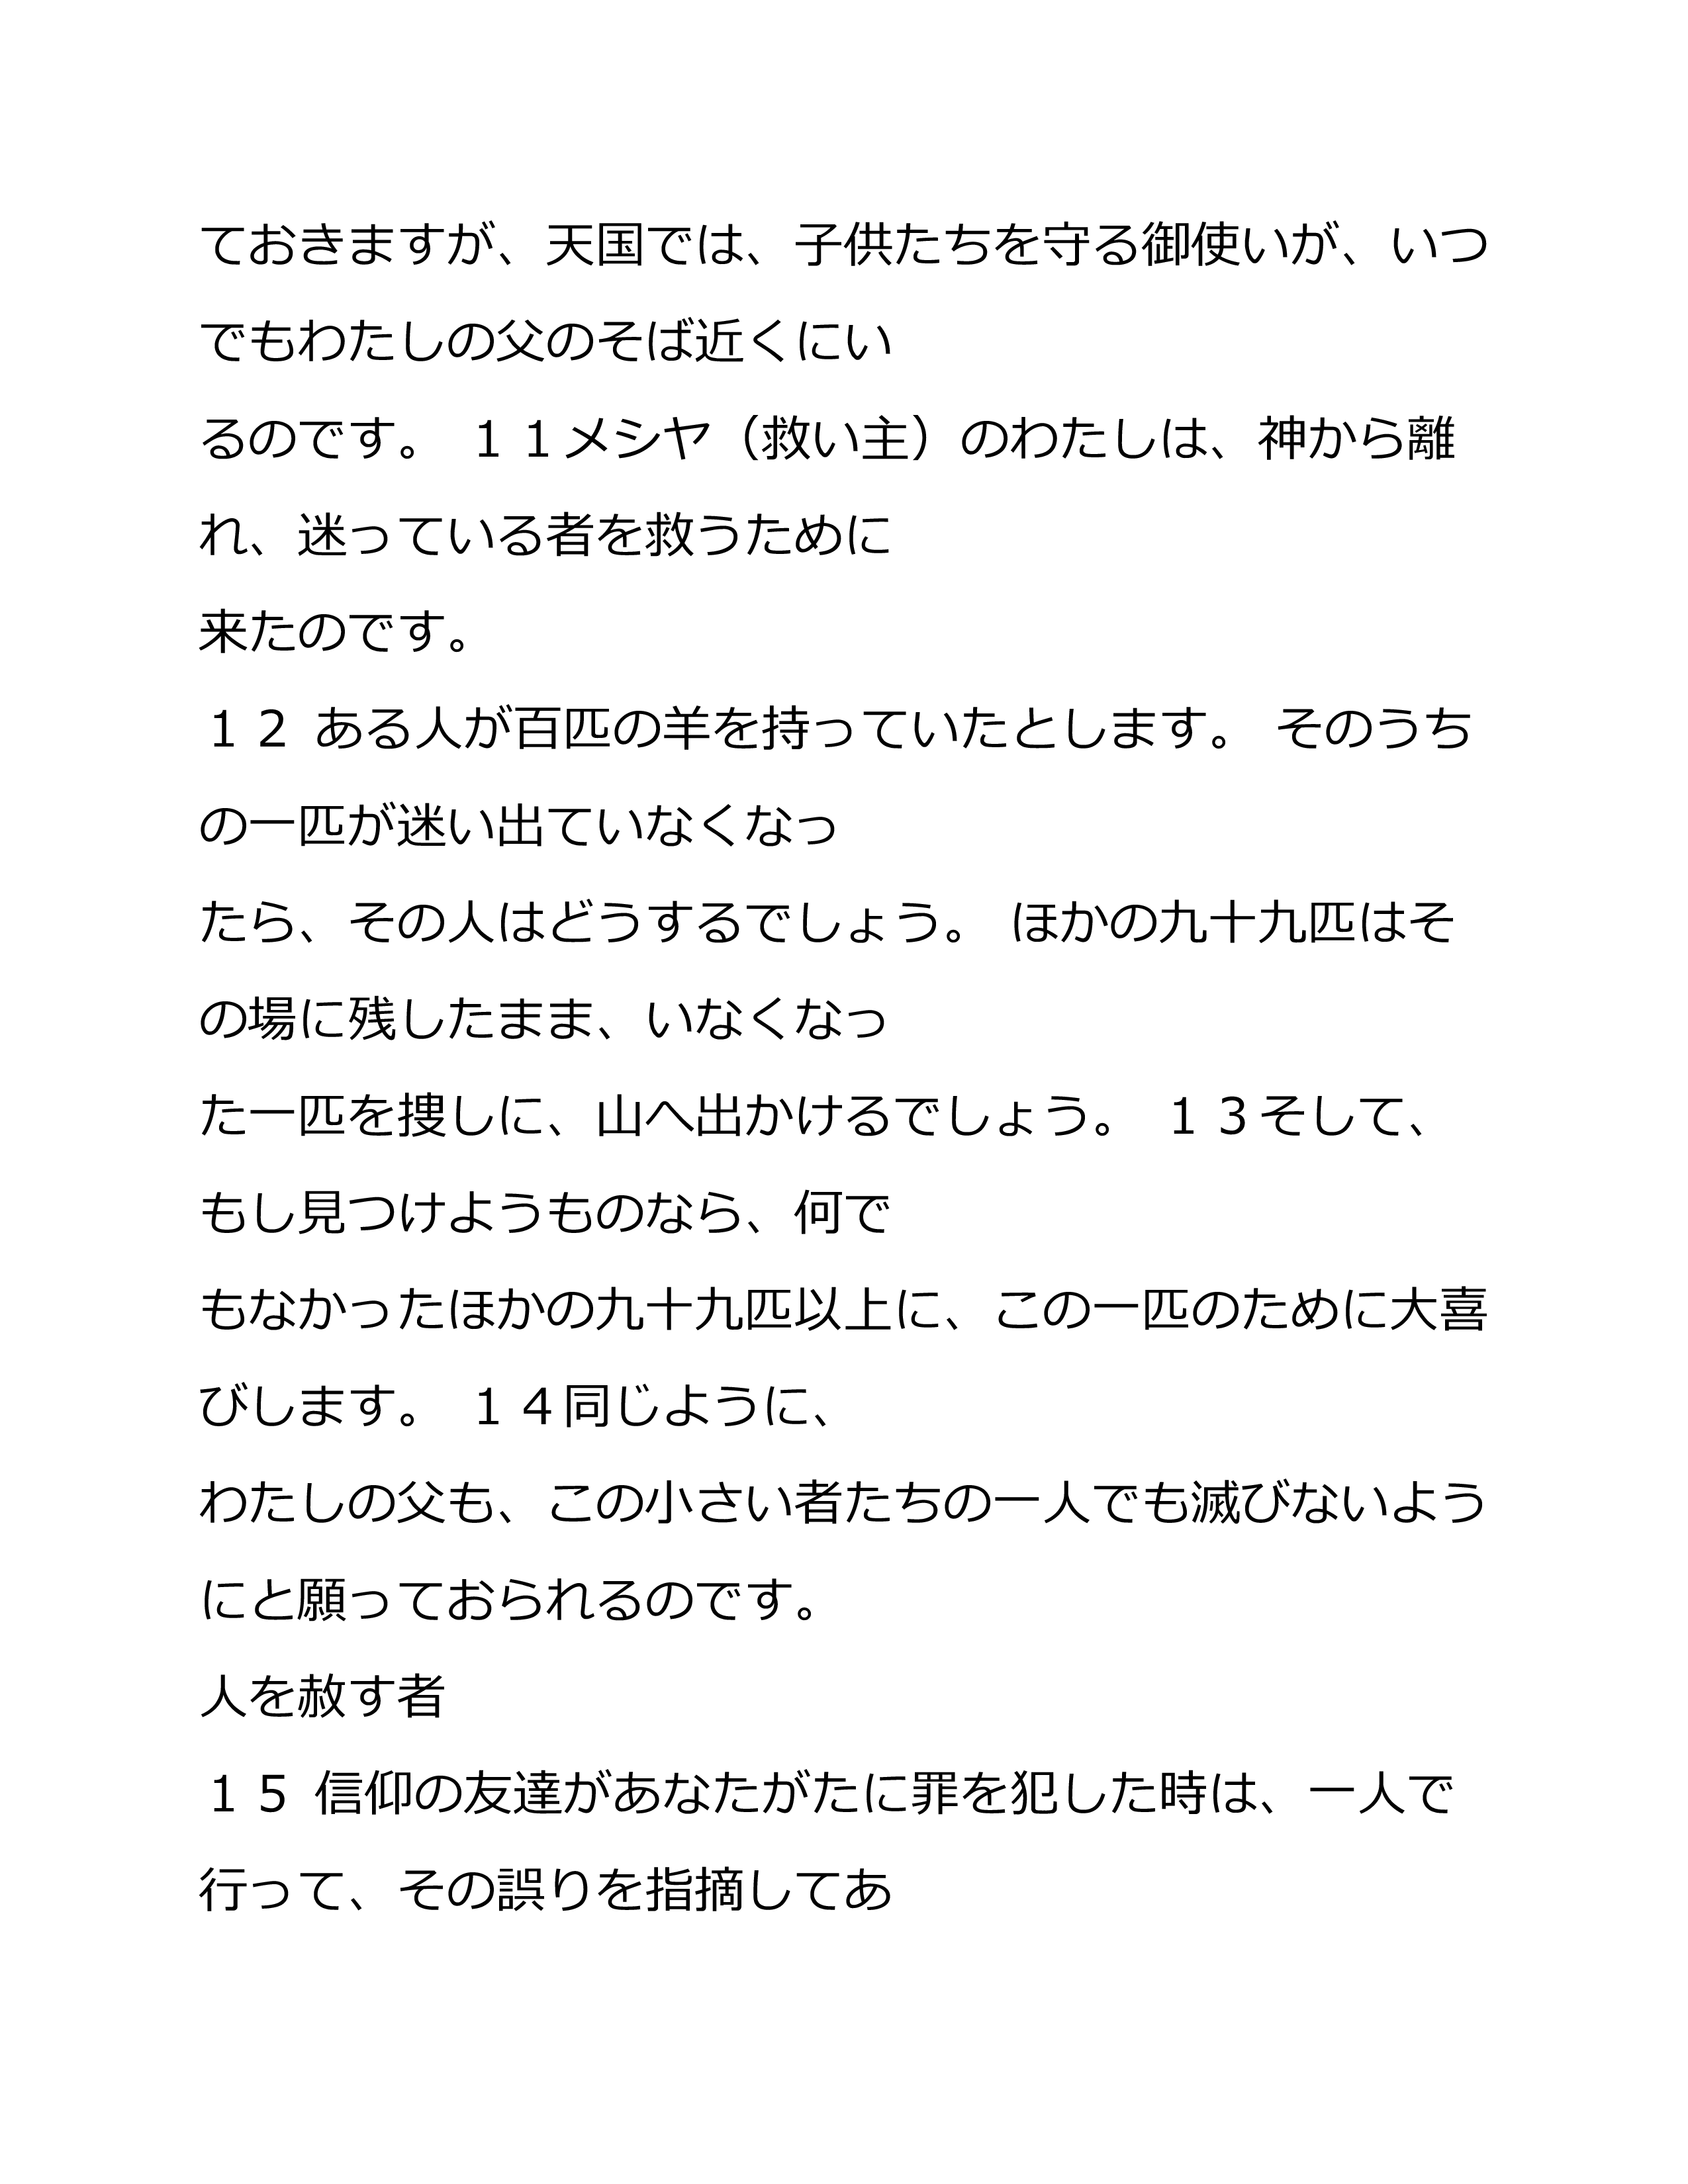 ておきますが、天国では、子供たちを守る御使いが、いつ
でもわたしの父のそば近くにい
るのです。 １１メシヤ（救い主）のわたしは、神から離
れ、迷っている者を救うために
来たのです。
１２ ある人が百匹の羊を持っていたとします。 そのうち
の一匹が迷い出ていなくなっ
たら、その人はどうするでしょう。 ほかの九十九匹はそ
の場に残したまま、いなくなっ
た一匹を捜しに、山へ出かけるでしょう。 １３そして、
もし見つけようものなら、何で
もなかったほかの九十九匹以上に、この一匹のために大喜
びします。 １４同じように、
わたしの父も、この小さい者たちの一人でも滅びないよう
にと願っておられるのです。
人を赦す者
１５ 信仰の友達があなたがたに罪を犯した時は、一人で
行って、その誤りを指摘してあ